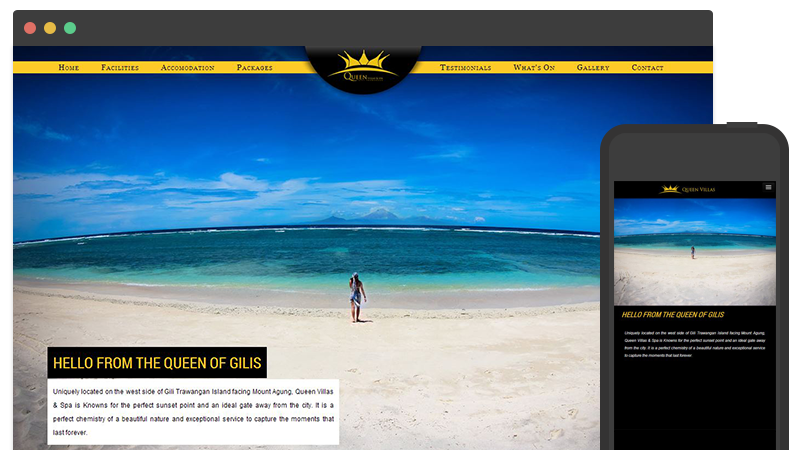 Home Facilities Accomodation Packages Testimonials What's On Gallery Contact
Queen
HELLO FROM THE QUEEN OF GILIS
Uniquely located on the west side of Gili Trawangan Island facing Mount Agung, Queen Villas
& Spa is Knowns for the perfect sunset point and an ideal gate away from the city. It is a
perfect chemistry of a beautiful nature and exceptional service to capture the moments that
last forever.
Queen Villas
HELLO FROM THE QUEEN OF GILIS
Uniquely located on the west side of Gili Trawangan Island facing Mount Agung,
Queen Villas & Spa is Knowns for the perfect sunset point and an ideal gate away
from the city. It is a perfect chemistry of a beautiful nature and exceptional service
to capture the moments that last forever.